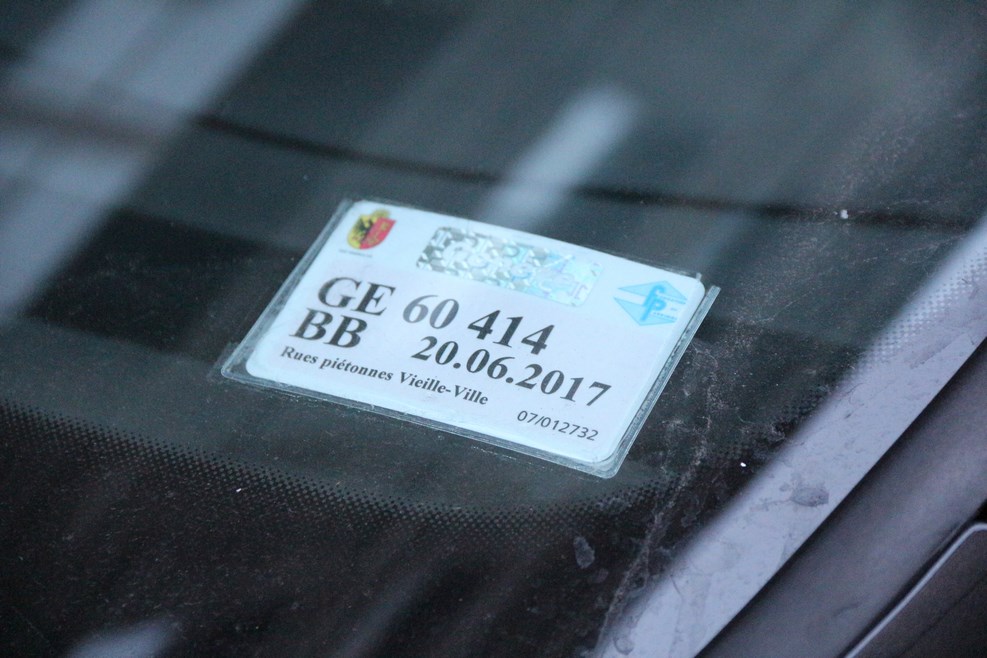 GE 60 414
BB 20.06.2017
Rues piétonnes Vieille-Ville
07/012732